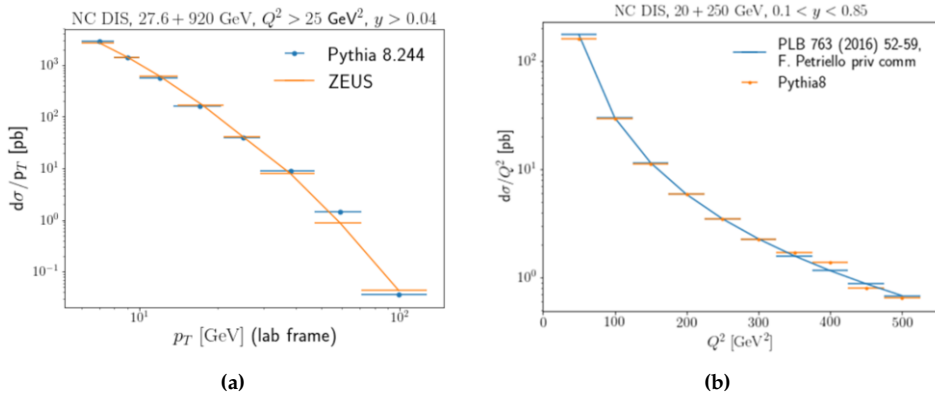 NC DIS, 27.6 + 920 GeV, Q² > 25 GeV², y > 0.04
dσ/p_T [pb]
10³
10²
10¹
10⁰
10⁻¹
Pythia 8.244
ZEUS
10¹
10²
p_T [GeV] (lab frame)
(a)
NC DIS, 20 + 250 GeV, 0.1 < y < 0.85
dσ/Q² [pb]
10²
10¹
10⁰
PLB 763 (2016) 52-59,
F. Petriello priv comm
Pythia8
0 100 200 300 400 500
Q² [GeV²]
(b)